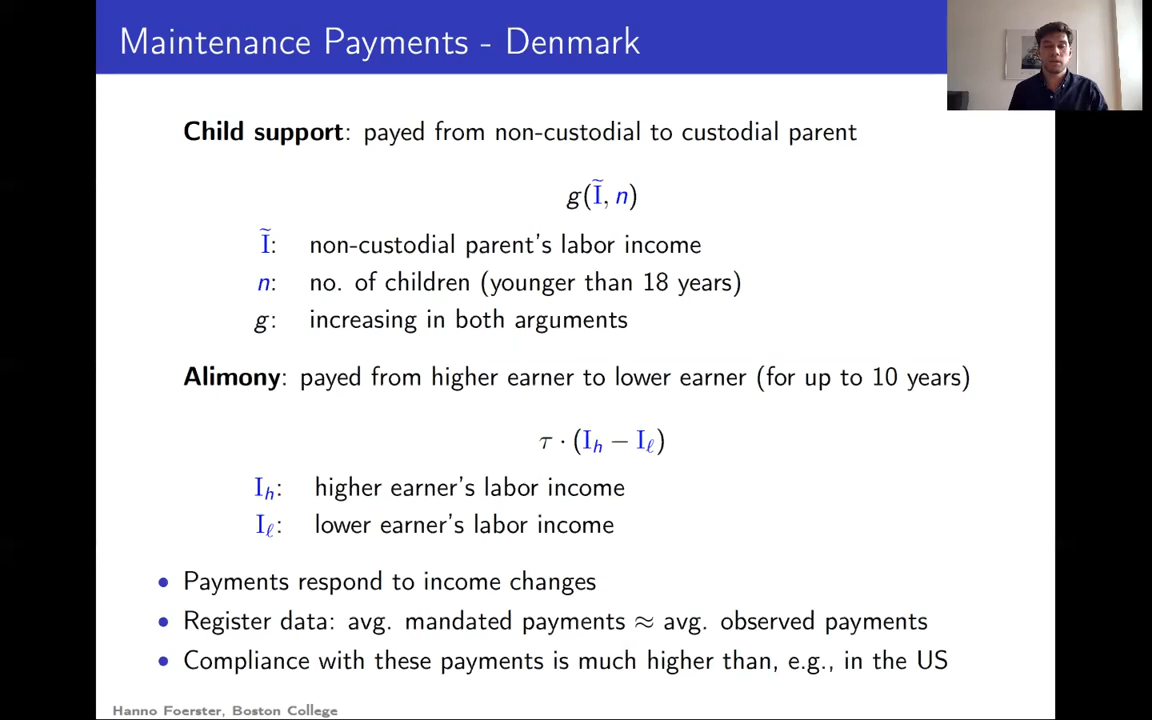 Maintenance Payments - Denmark
Child support: payed from non-custodial to custodial parent
g(Ĩ, n)
Ĩ: non-custodial parent's labor income
n: no. of children (younger than 18 years)
g: increasing in both arguments
Alimony: payed from higher earner to lower earner (for up to 10 years)
τ · (I_h − I_ℓ)
I_h: higher earner's labor income
I_ℓ: lower earner's labor income
• Payments respond to income changes
• Register data: avg. mandated payments ≈ avg. observed payments
• Compliance with these payments is much higher than, e.g., in the US
Hanno Foerster, Boston College